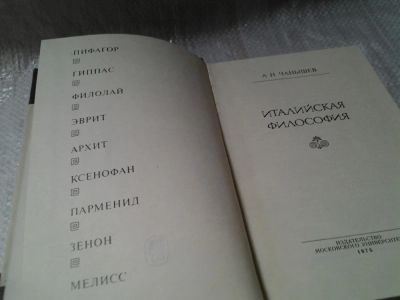 ПИФАГОР
ГИППАС
ФИЛОЛАЙ
ЭВРИТ
АРХИТ
КСЕНОФАН
ПАРМЕНИД
ЗЕНОН
МЕЛИСС
А Н ЧАНЫШЕВ
ИТАЛИЙСКАЯ
ФИЛОСОФИЯ
ИЗДАТЕЛЬСТВО
МОСКОВСКОГО УНИВЕРСИТЕТА
1975